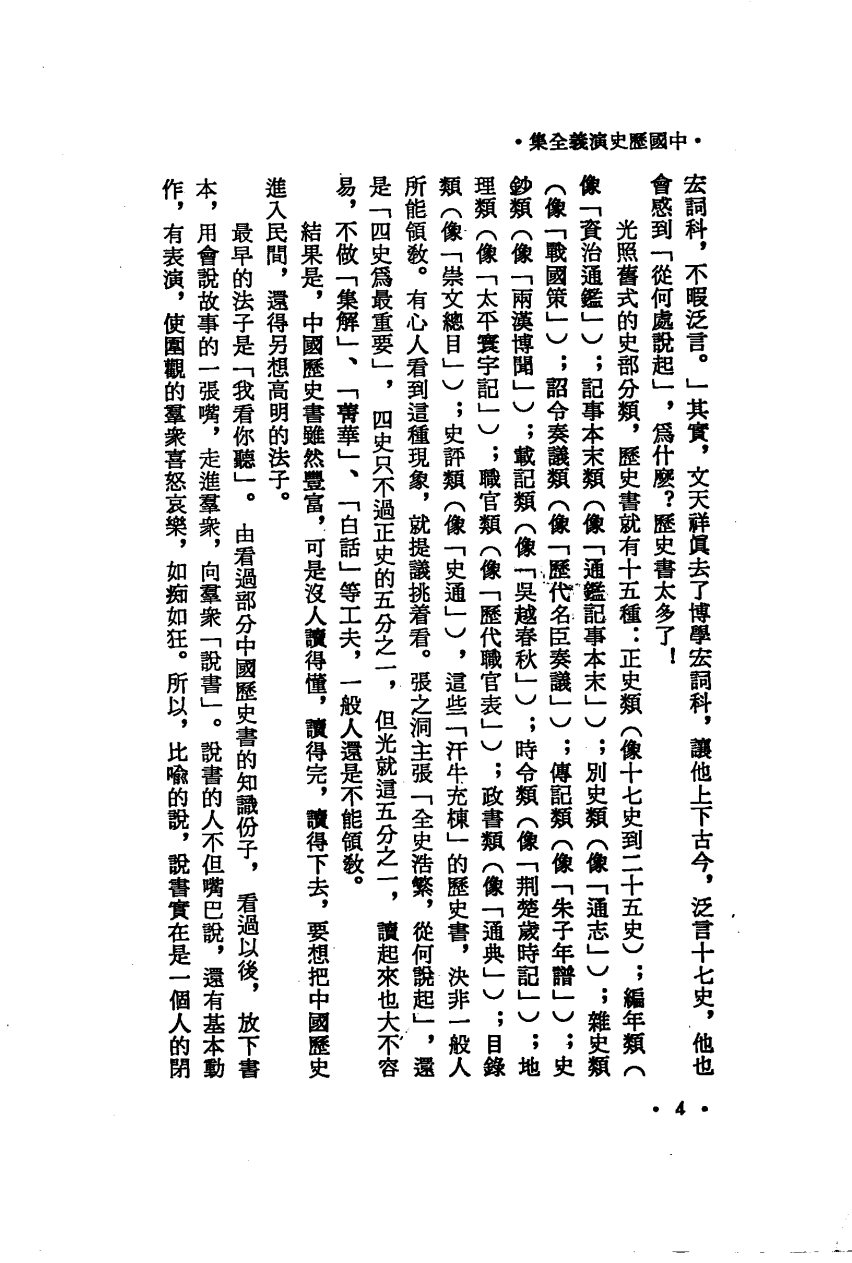 •中國歷史演義全集•
宏詞科，不暇泛言。」其實，文天祥眞去了博學宏詞科，讓他上下古今，泛言十七史，他也
會感到「從何處說起」，爲什麼？歷史書太多了！
光照舊式的史部分類，歷史書就有十五種：正史類（像十七史到二十五史）；編年類（
像「資治通鑑」）；記事本末類（像「通鑑記事本末」）；別史類（像「通志」）；雜史類
（像「戰國策」）；詔令奏議類（像「歷代名臣奏議」）；傳記類（像「朱子年譜」）；史
鈔類（像「兩漢博聞」）；載記類（像「吳越春秋」）；時令類（像「荆楚歲時記」）；地
理類（像「太平寰宇記」）；職官類（像「歷代職官表」）；政書類（像「通典」）；目錄
類（像「崇文總目」）；史評類（像「史通」），這些「汗牛充棟」的歷史書，決非一般人
所能領敎。有心人看到這種現象，就提議挑着看。張之洞主張「全史浩繁，從何說起」，還
是「四史爲最重要」，四史只不過正史的五分之一，但光就這五分之一，讀起來也大不容
易，不做「集解」、「菁華」、「白話」等工夫，一般人還是不能領敎。
結果是，中國歷史書雖然豐富，可是沒人讀得懂，讀得完，讀得下去，要想把中國歷史
進入民間，還得另想高明的法子。
最早的法子是「我看你聽」。由看過部分中國歷史書的知識份子，看過以後，放下書
本，用會說故事的一張嘴，走進羣衆，向羣衆「說書」。說書的人不但嘴巴說，還有基本動
作，有表演，使圍觀的羣衆喜怒哀樂，如痴如狂。所以，比喩的說，說書實在是一個人的閉
•4•